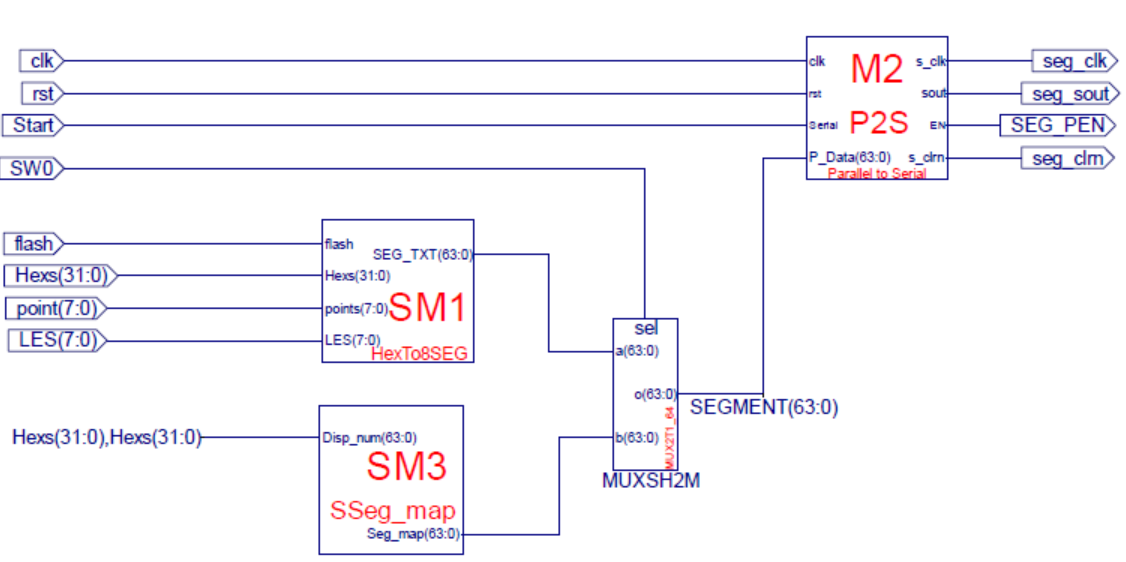 clk
rst
Start
SW0
clk
rst
Serial
P_Data(63:0)
M2
P2S
Parallel to Serial
s_clk
sout
EN
s_clrn
seg_clk
seg_sout
SEG_PEN
seg_clrn
flash
Hexs(31:0)
point(7:0)
LES(7:0)
flash
Hexs(31:0)
points(7:0)
LES(7:0)
SEG_TXT(63:0)
SM1
HexTo8SEG
Hexs(31:0),Hexs(31:0)
Disp_num(63:0)
SM3
SSeg_map
Seg_map(63:0)
sel
a(63:0)
o(63:0)
b(63:0)
MUX2T1_64
MUXSH2M
SEGMENT(63:0)